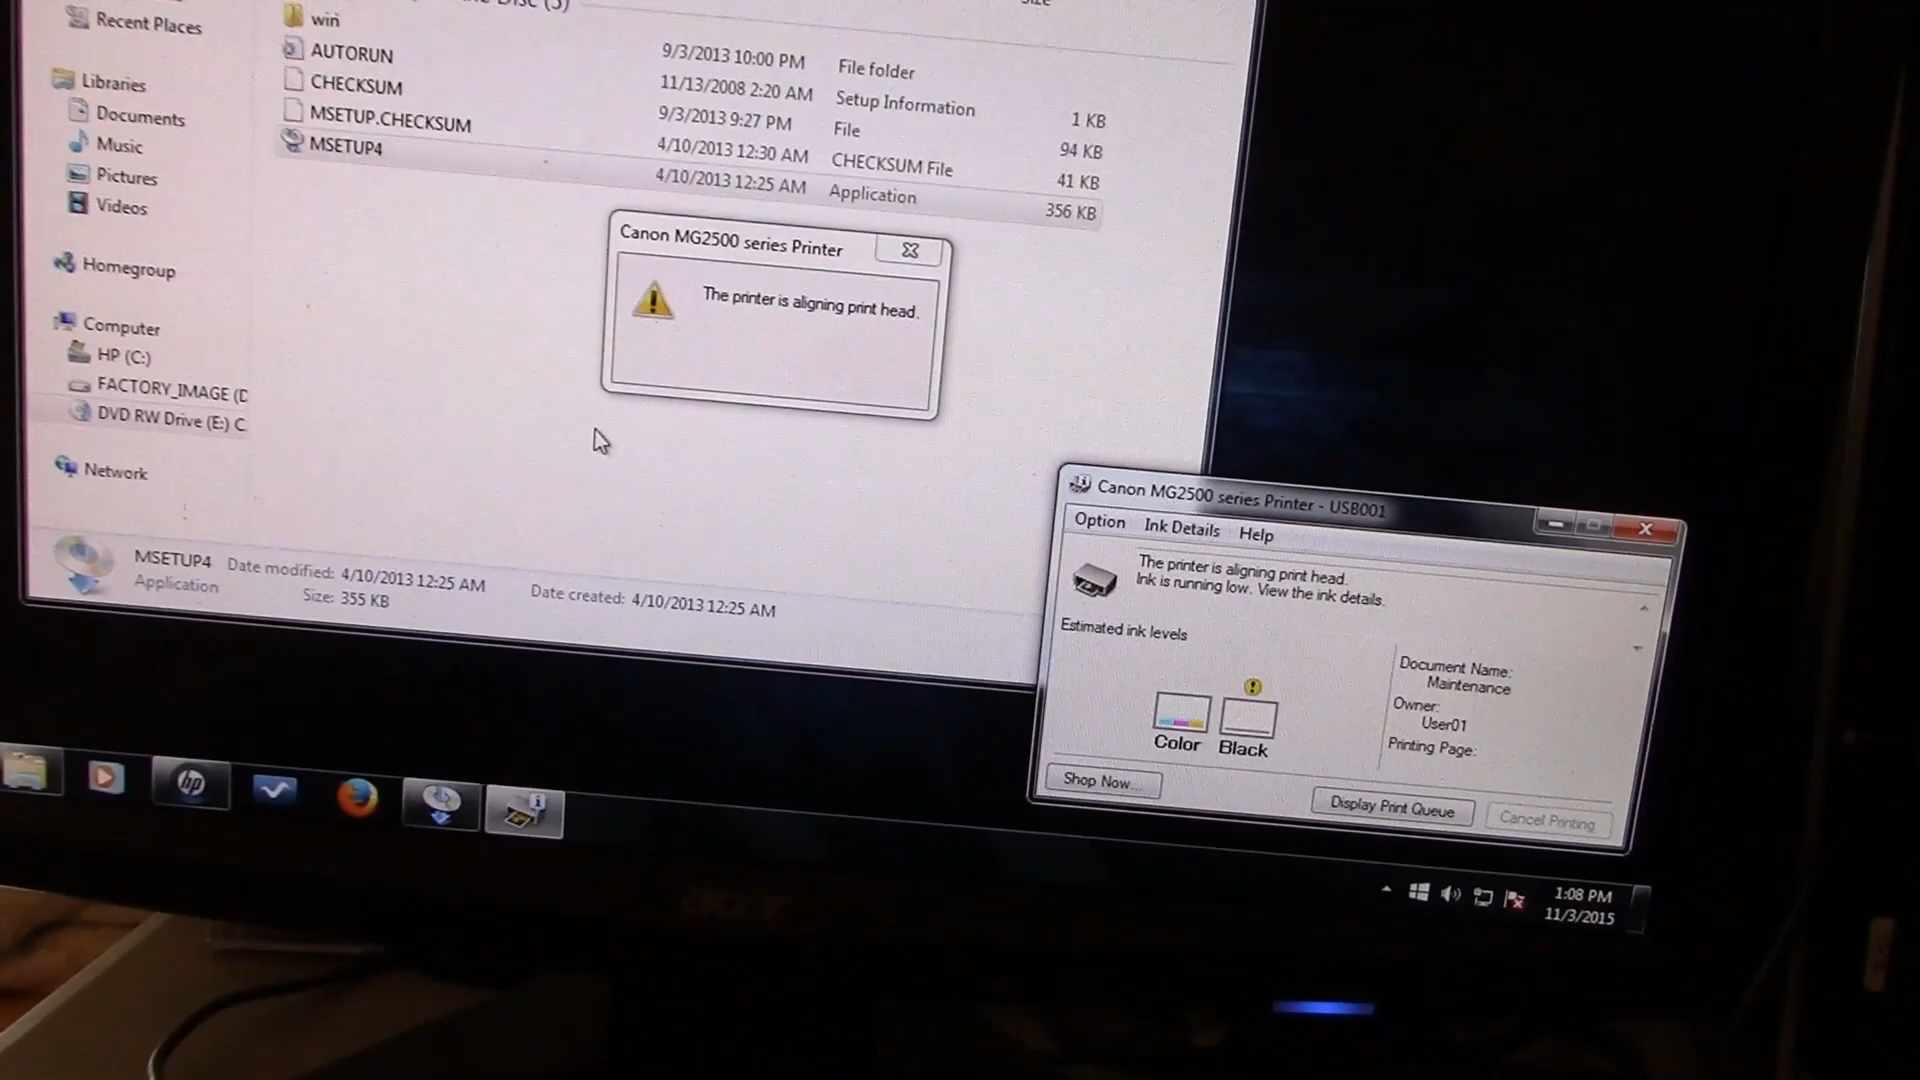 Recent Places
Libraries
Documents
Music
Pictures
Videos
Homegroup
Computer
HP (C:)
FACTORY_IMAGE (D
DVD RW Drive (E:) C
Network
win
AUTORUN
CHECKSUM
MSETUP.CHECKSUM
MSETUP4
9/3/2013 10:00 PM File folder
11/13/2008 2:20 AM Setup Information 1 KB
9/3/2013 9:27 PM File 94 KB
4/10/2013 12:30 AM CHECKSUM File 41 KB
4/10/2013 12:25 AM Application 356 KB
Canon MG2500 series Printer
The printer is aligning print head.
MSETUP4 Date modified: 4/10/2013 12:25 AM Date created: 4/10/2013 12:25 AM
Application Size: 355 KB
Canon MG2500 series Printer - USB001
Option Ink Details Help
The printer is aligning print head.
Ink is running low. View the ink details.
Estimated ink levels
Color Black
Document Name:
Maintenance
Owner:
User01
Printing Page:
Shop Now...
Display Print Queue
Cancel Printing
hp
1:08 PM
11/3/2015
acer